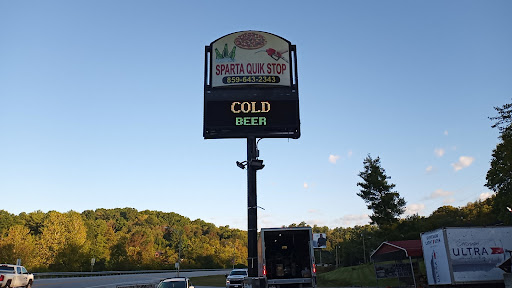 SPARTA QUIK STOP
859-643-2343
COLD
BEER
ULTRA